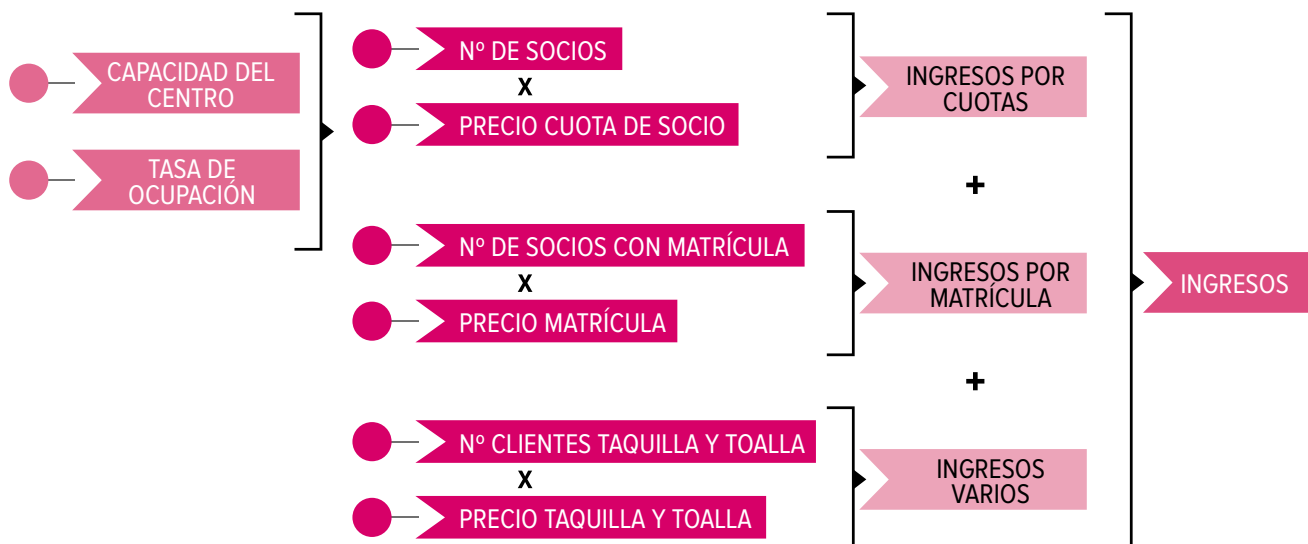 CAPACIDAD DEL
CENTRO
TASA DE
OCUPACIÓN
Nº DE SOCIOS
X
PRECIO CUOTA DE SOCIO
INGRESOS POR
CUOTAS
+
Nº DE SOCIOS CON MATRÍCULA
X
PRECIO MATRÍCULA
INGRESOS POR
MATRÍCULA
+
Nº CLIENTES TAQUILLA Y TOALLA
X
PRECIO TAQUILLA Y TOALLA
INGRESOS
VARIOS
INGRESOS